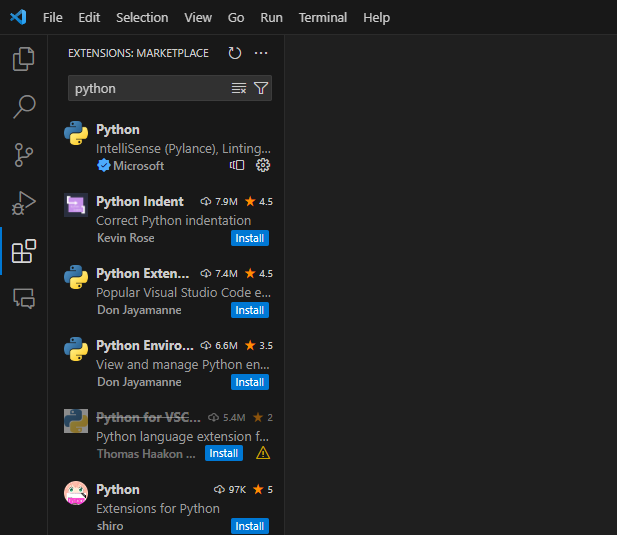 File Edit Selection View Go Run Terminal Help
EXTENSIONS: MARKETPLACE
python
Python
IntelliSense (Pylance), Linting...
Microsoft
Python Indent 7.9M 4.5
Correct Python indentation
Kevin Rose Install
Python Exten... 7.4M 4.5
Popular Visual Studio Code e...
Don Jayamanne Install
Python Enviro... 6.6M 3.5
View and manage Python en...
Don Jayamanne Install
Python for VSC... 5.4M 2
Python language extension f...
Thomas Haakon ... Install
Python 97K 5
Extensions for Python
shiro Install